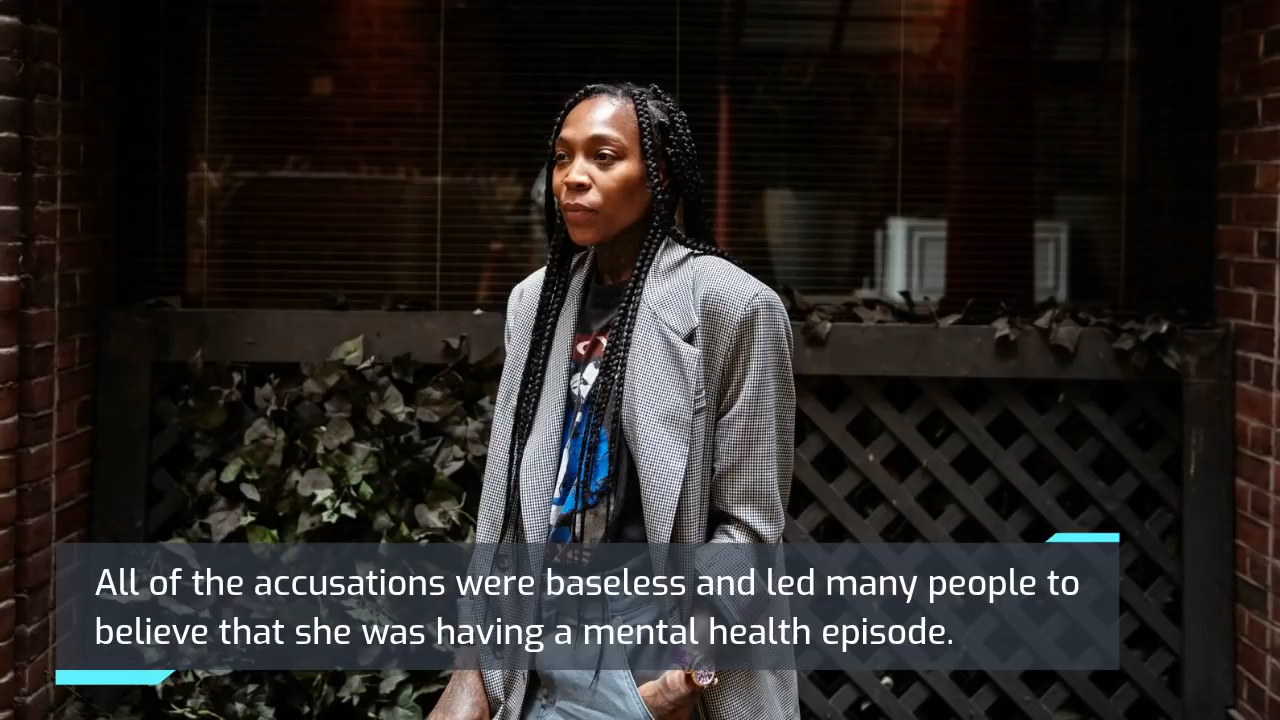 All of the accusations were baseless and led many people to
believe that she was having a mental health episode.